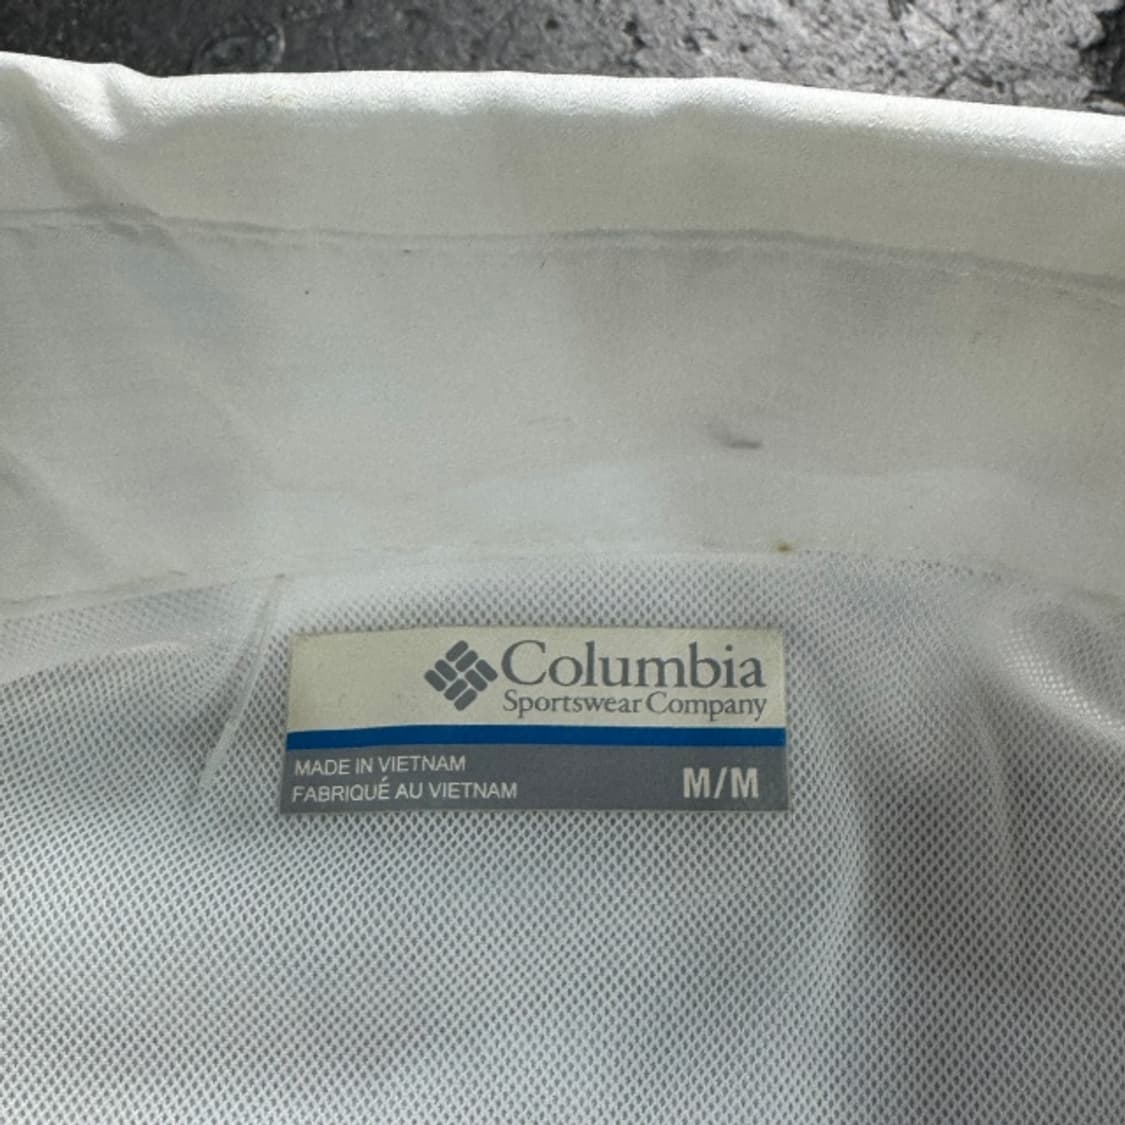 Columbia
Sportswear Company
MADE IN VIETNAM
FABRIQUÉ AU VIETNAM
M/M